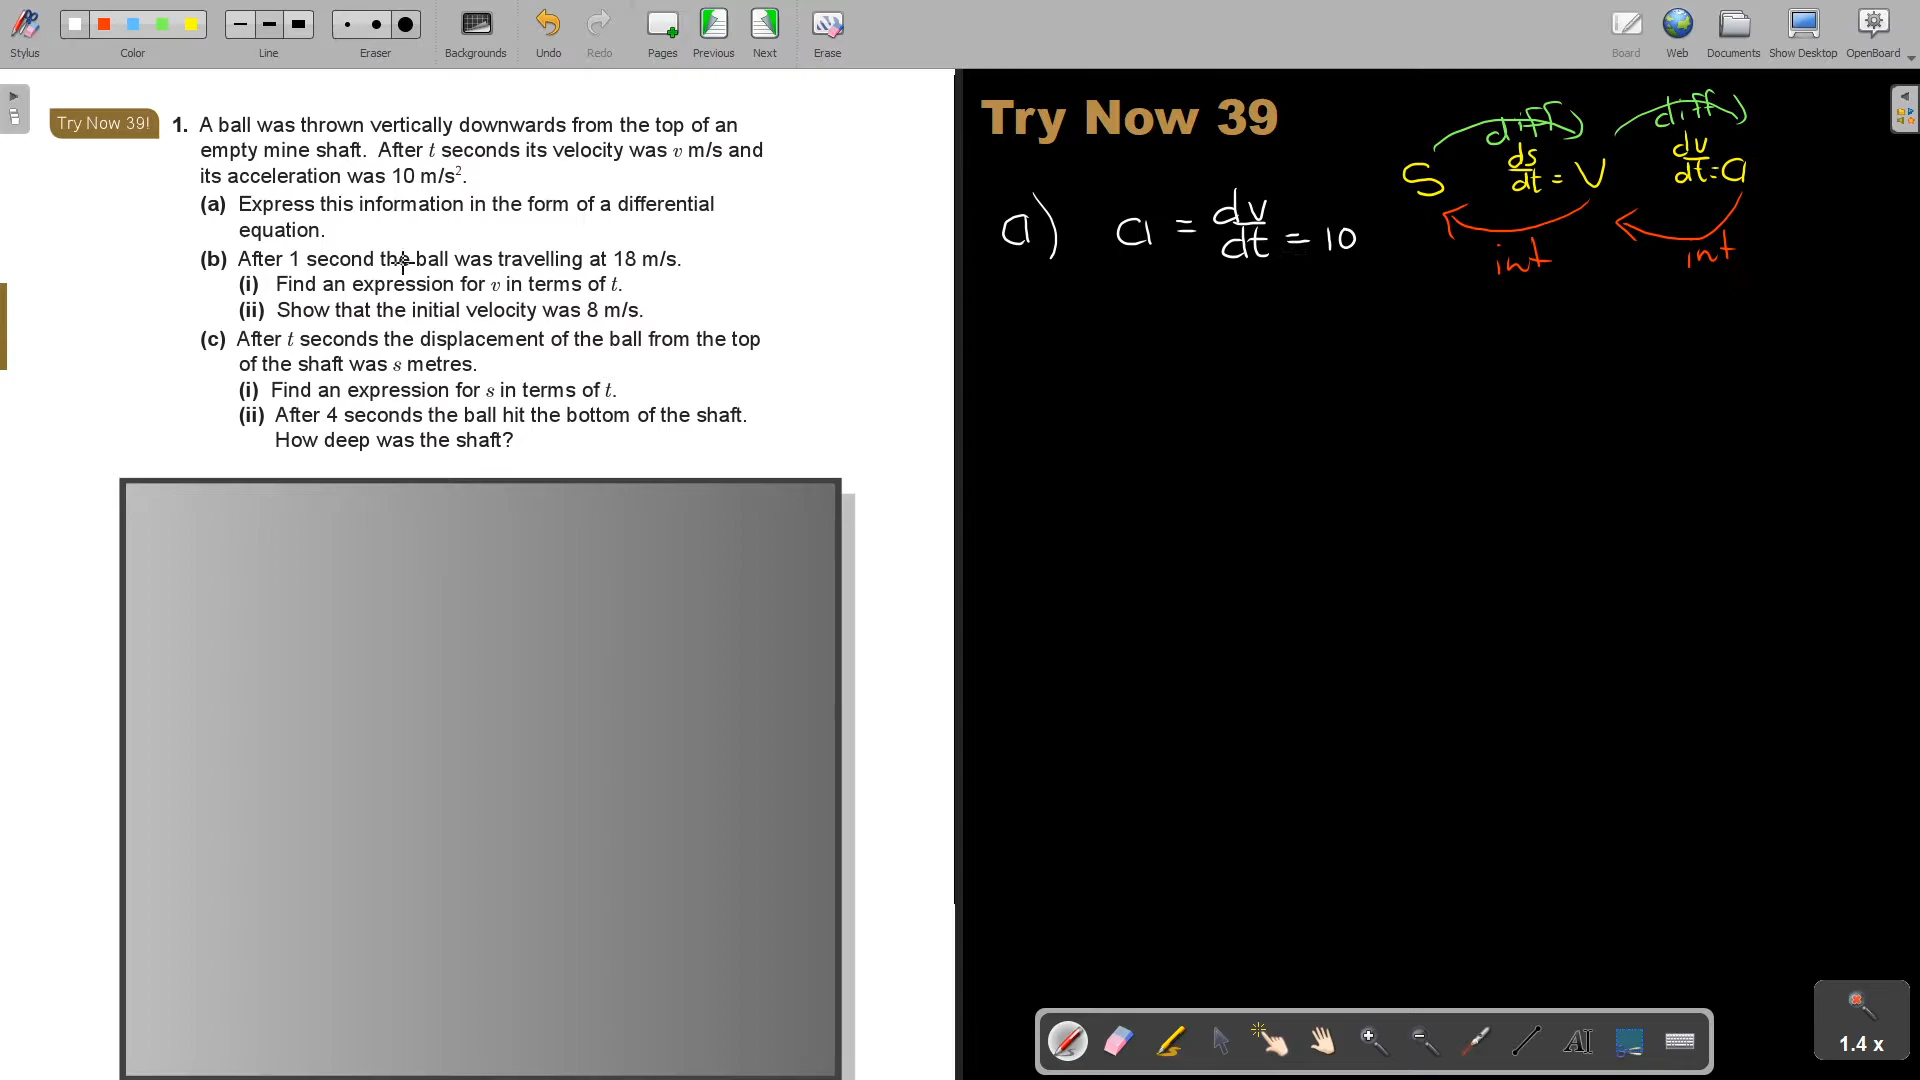 Stylus
Color
Line
Eraser
Backgrounds
Undo
Redo
Pages
Previous
Next
Erase
Board
Web
Documents
Show Desktop
OpenBoard
Try Now 39!
1. A ball was thrown vertically downwards from the top of an
empty mine shaft. After t seconds its velocity was v m/s and
its acceleration was 10 m/s².
(a) Express this information in the form of a differential
equation.
(b) After 1 second the ball was travelling at 18 m/s.
(i) Find an expression for v in terms of t.
(ii) Show that the initial velocity was 8 m/s.
(c) After t seconds the displacement of the ball from the top
of the shaft was s metres.
(i) Find an expression for s in terms of t.
(ii) After 4 seconds the ball hit the bottom of the shaft.
How deep was the shaft?
Try Now 39
diff diff
S ds/dt = V dv/dt = a
int int
a) a = dv/dt = 10
AI
1.4 x